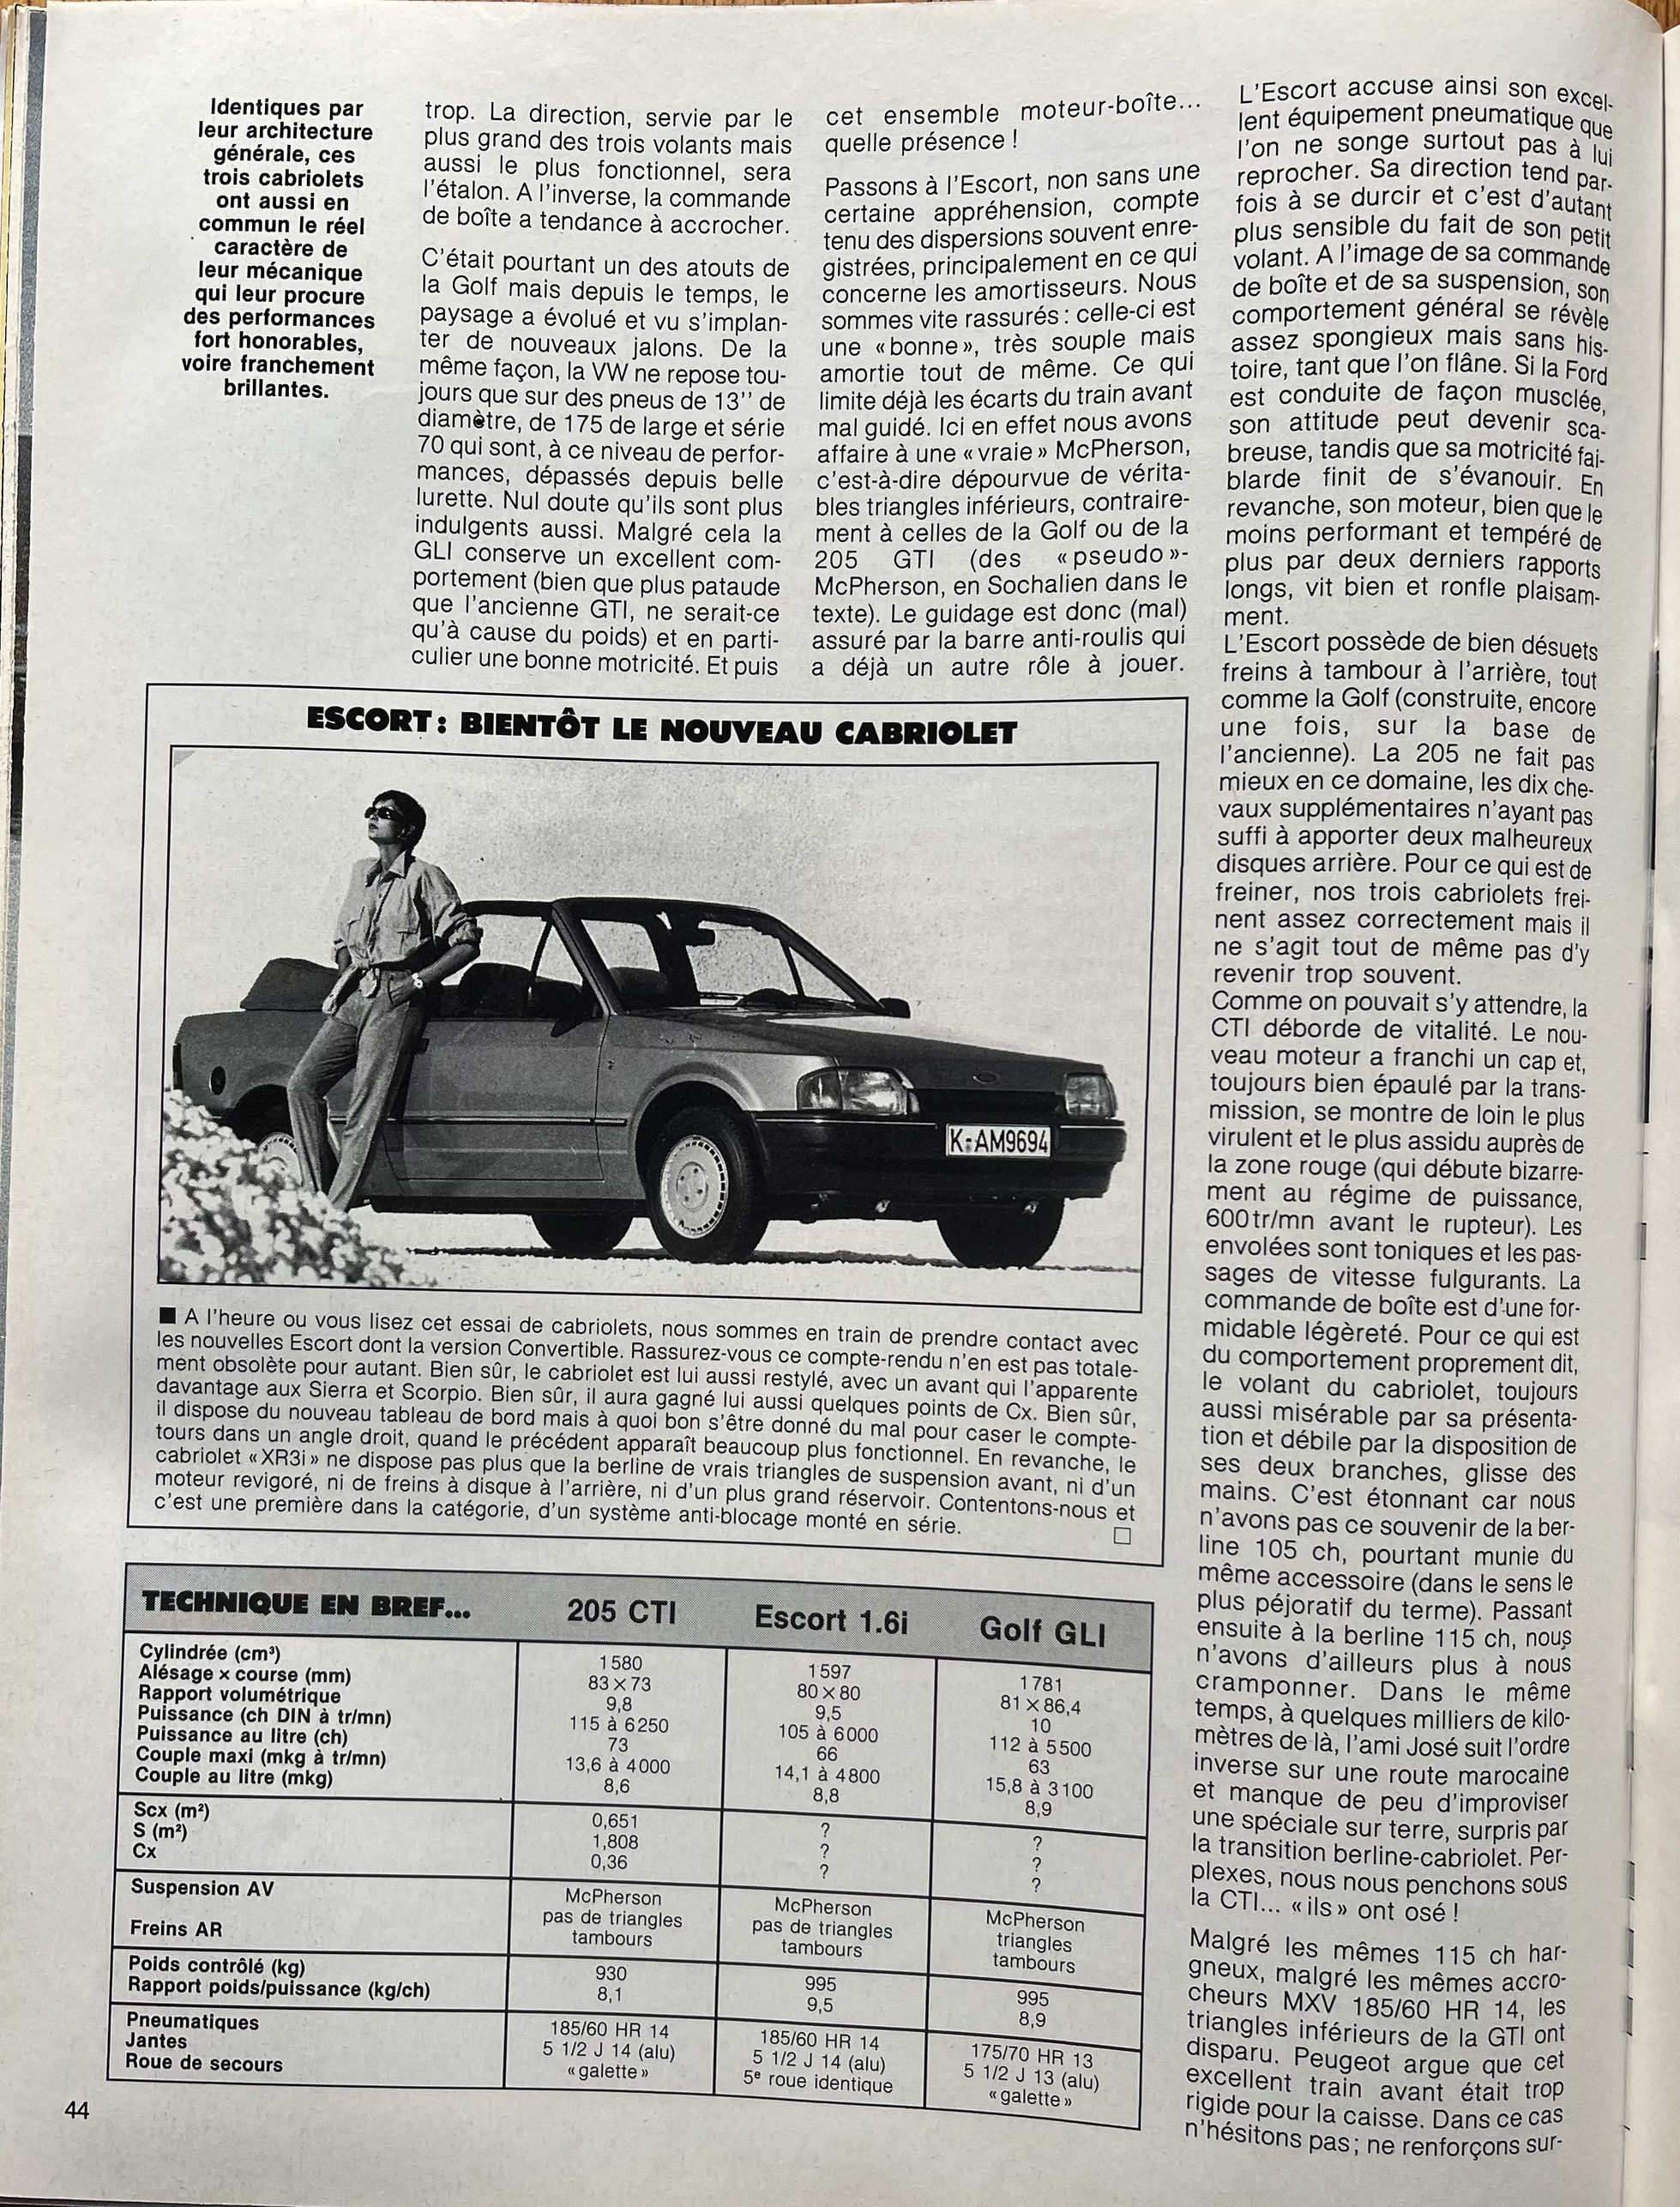 Identiques par
leur architecture
générale, ces
trois cabriolets
ont aussi en
commun le réel
caractère de
leur mécanique
qui leur procure
des performances
fort honorables,
voire franchement
brillantes.
trop. La direction, servie par le
plus grand des trois volants mais
aussi le plus fonctionnel, sera
l'étalon. A l'inverse, la commande
de boîte a tendance à accrocher.
C'était pourtant un des atouts de
la Golf mais depuis le temps, le
paysage a évolué et vu s'implan-
ter de nouveaux jalons. De la
même façon, la VW ne repose tou-
jours que sur des pneus de 13'' de
diamètre, de 175 de large et série
70 qui sont, à ce niveau de perfor-
mances, dépassés depuis belle
lurette. Nul doute qu'ils sont plus
indulgents aussi. Malgré cela la
GLI conserve un excellent com-
portement (bien que plus pataude
que l'ancienne GTI, ne serait-ce
qu'à cause du poids) et en parti-
culier une bonne motricité. Et puis
cet ensemble moteur-boîte...
quelle présence !
Passons à l'Escort, non sans une
certaine appréhension, compte
tenu des dispersions souvent enre-
gistrées, principalement en ce qui
concerne les amortisseurs. Nous
sommes vite rassurés : celle-ci est
une «bonne», très souple mais
amortie tout de même. Ce qui
limite déjà les écarts du train avant
mal guidé. Ici en effet nous avons
affaire à une «vraie» McPherson,
c'est-à-dire dépourvue de vérita-
bles triangles inférieurs, contraire-
ment à celles de la Golf ou de la
205 GTI (des «pseudo»-
McPherson, en Sochalien dans le
texte). Le guidage est donc (mal)
assuré par la barre anti-roulis qui
a déjà un autre rôle à jouer.
L'Escort accuse ainsi son excel-
lent équipement pneumatique que
l'on ne songe surtout pas à lui
reprocher. Sa direction tend par-
fois à se durcir et c'est d'autant
plus sensible du fait de son petit
volant. A l'image de sa commande
de boîte et de sa suspension, son
comportement général se révèle
assez spongieux mais sans his-
toire, tant que l'on flâne. Si la Ford
est conduite de façon musclée,
son attitude peut devenir sca-
breuse, tandis que sa motricité fai-
blarde finit de s'évanouir. En
revanche, son moteur, bien que le
moins performant et tempéré de
plus par deux derniers rapports
longs, vit bien et ronfle plaisam-
ment.
L'Escort possède de bien désuets
freins à tambour à l'arrière, tout
comme la Golf (construite, encore
une fois, sur la base de
l'ancienne). La 205 ne fait pas
mieux en ce domaine, les dix che-
vaux supplémentaires n'ayant pas
suffi à apporter deux malheureux
disques arrière. Pour ce qui est de
freiner, nos trois cabriolets frei-
nent assez correctement mais il
ne s'agit tout de même pas d'y
revenir trop souvent.
Comme on pouvait s'y attendre, la
CTI déborde de vitalité. Le nou-
veau moteur a franchi un cap et,
toujours bien épaulé par la trans-
mission, se montre de loin le plus
virulent et le plus assidu auprès de
la zone rouge (qui débute bizarre-
ment au régime de puissance,
600 tr/mn avant le rupteur). Les
envolées sont toniques et les pas-
sages de vitesse fulgurants. La
commande de boîte est d'une for-
midable légèreté. Pour ce qui est
du comportement proprement dit,
le volant du cabriolet, toujours
aussi misérable par sa présenta-
tion et débile par la disposition de
ses deux branches, glisse des
mains. C'est étonnant car nous
n'avons pas ce souvenir de la ber-
line 105 ch, pourtant munie du
même accessoire (dans le sens le
plus péjoratif du terme). Passant
ensuite à la berline 115 ch, nous
n'avons d'ailleurs plus à nous
cramponner. Dans le même
temps, à quelques milliers de kilo-
mètres de là, l'ami José suit l'ordre
inverse sur une route marocaine
et manque de peu d'improviser
une spéciale sur terre, surpris par
la transition berline-cabriolet. Per-
plexes, nous nous penchons sous
la CTI... «ils» ont osé !
Malgré les mêmes 115 ch har-
gneux, malgré les mêmes accro-
cheurs MXV 185/60 HR 14, les
triangles inférieurs de la GTI ont
disparu. Peugeot argue que cet
excellent train avant était trop
rigide pour la caisse. Dans ce cas
n'hésitons pas ; ne renforçons sur-
ESCORT : BIENTÔT LE NOUVEAU CABRIOLET
K-AM9694
■ A l'heure ou vous lisez cet essai de cabriolets, nous sommes en train de prendre contact avec
les nouvelles Escort dont la version Convertible. Rassurez-vous ce compte-rendu n'en est pas totale-
ment obsolète pour autant. Bien sûr, le cabriolet est lui aussi restylé, avec un avant qui l'apparente
davantage aux Sierra et Scorpio. Bien sûr, il aura gagné lui aussi quelques points de Cx. Bien sûr,
il dispose du nouveau tableau de bord mais à quoi bon s'être donné du mal pour caser le compte-
tours dans un angle droit, quand le précédent apparaît beaucoup plus fonctionnel. En revanche, le
cabriolet «XR3i» ne dispose pas plus que la berline de vrais triangles de suspension avant, ni d'un
moteur revigoré, ni de freins à disque à l'arrière, ni d'un plus grand réservoir. Contentons-nous et
c'est une première dans la catégorie, d'un système anti-blocage monté en série. □
TECHNIQUE EN BREF... 205 CTI Escort 1.6i Golf GLI
Cylindrée (cm³) 1580 1597 1781
Alésage × course (mm) 83×73 80×80 81×86,4
Rapport volumétrique 9,8 9,5 10
Puissance (ch DIN à tr/mn) 115 à 6250 105 à 6000 112 à 5500
Puissance au litre (ch) 73 66 63
Couple maxi (mkg à tr/mn) 13,6 à 4000 14,1 à 4800 15,8 à 3100
Couple au litre (mkg) 8,6 8,8 8,9
Scx (m²) 0,651 ? ?
S (m²) 1,808 ? ?
Cx 0,36 ? ?
Suspension AV McPherson McPherson McPherson
pas de triangles pas de triangles triangles
Freins AR tambours tambours tambours
Poids contrôlé (kg) 930 995 995
Rapport poids/puissance (kg/ch) 8,1 9,5 8,9
Pneumatiques 185/60 HR 14 185/60 HR 14 175/70 HR 13
Jantes 5 1/2 J 14 (alu) 5 1/2 J 14 (alu) 5 1/2 J 13 (alu)
Roue de secours «galette» 5e roue identique «galette»
44